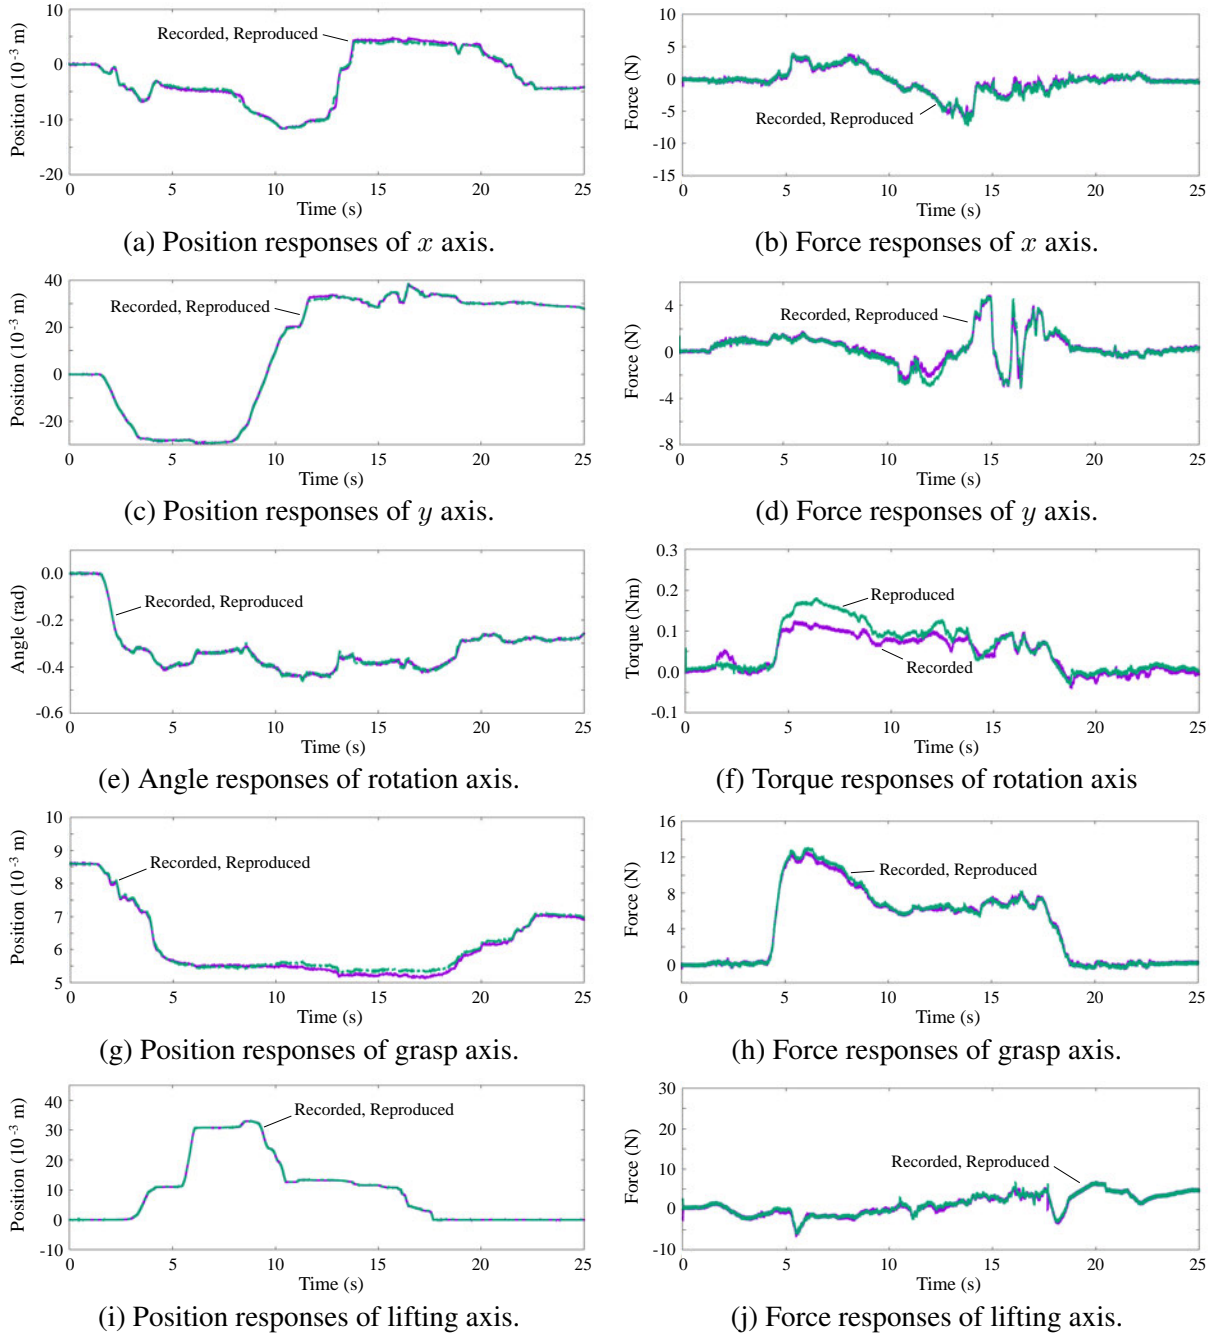 Position (10⁻³ m)
10
0
-10
-20
Recorded, Reproduced
0 5 10 15 20 25
Time (s)
(a) Position responses of x axis.
Force (N)
10
5
0
-5
-10
-15
Recorded, Reproduced
0 5 10 15 20 25
Time (s)
(b) Force responses of x axis.
Position (10⁻³ m)
40
20
0
-20
Recorded, Reproduced
0 5 10 15 20 25
Time (s)
(c) Position responses of y axis.
Force (N)
4
0
-4
-8
Recorded, Reproduced
0 5 10 15 20 25
Time (s)
(d) Force responses of y axis.
Angle (rad)
0.0
-0.2
-0.4
-0.6
Recorded, Reproduced
0 5 10 15 20 25
Time (s)
(e) Angle responses of rotation axis.
Torque (Nm)
0.3
0.2
0.1
0.0
-0.1
Reproduced
Recorded
0 5 10 15 20 25
Time (s)
(f) Torque responses of rotation axis
Position (10⁻³ m)
10
9
8
7
6
5
Recorded, Reproduced
0 5 10 15 20 25
Time (s)
(g) Position responses of grasp axis.
Force (N)
16
12
8
4
0
Recorded, Reproduced
0 5 10 15 20 25
Time (s)
(h) Force responses of grasp axis.
Position (10⁻³ m)
40
30
20
10
0
-10
Recorded, Reproduced
0 5 10 15 20 25
Time (s)
(i) Position responses of lifting axis.
Force (N)
30
20
10
0
-10
Recorded, Reproduced
0 5 10 15 20 25
Time (s)
(j) Force responses of lifting axis.